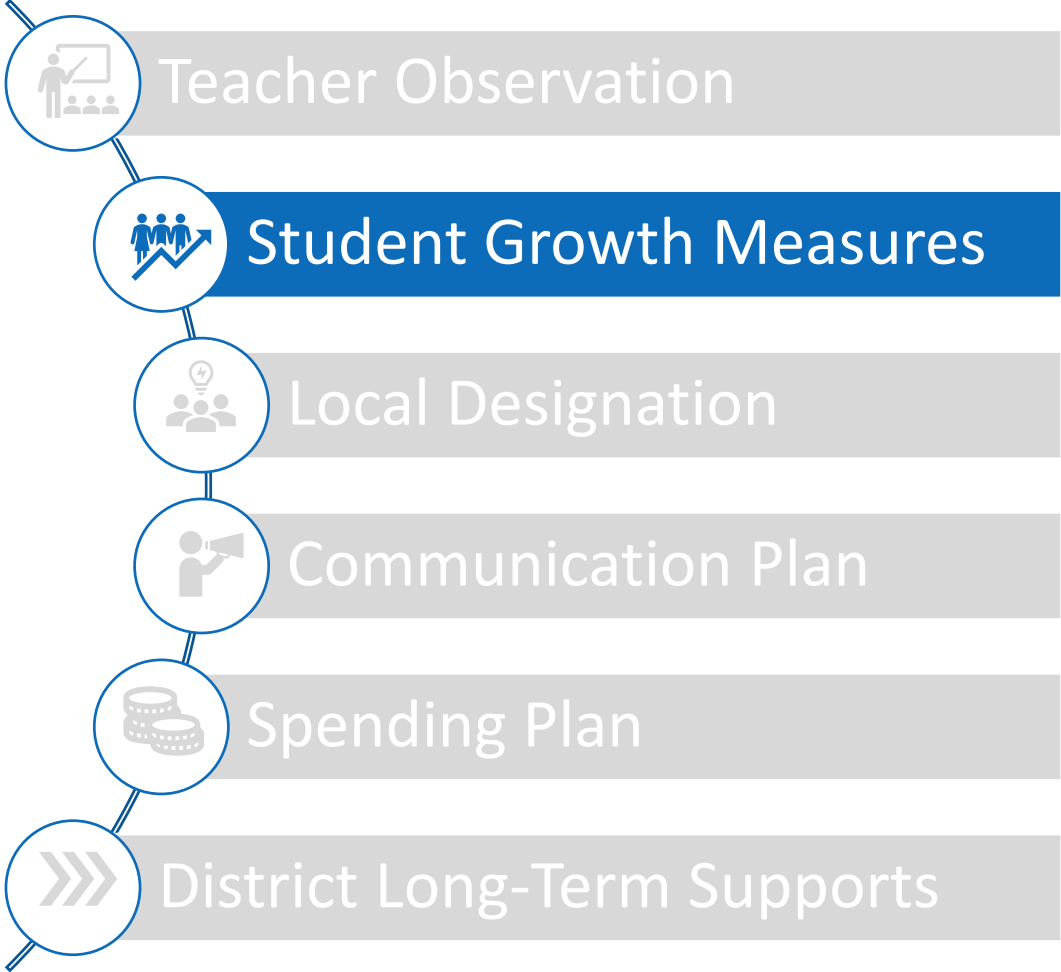 Teacher Observation
Student Growth Measures
Local Designation
Communication Plan
Spending Plan
District Long-Term Supports